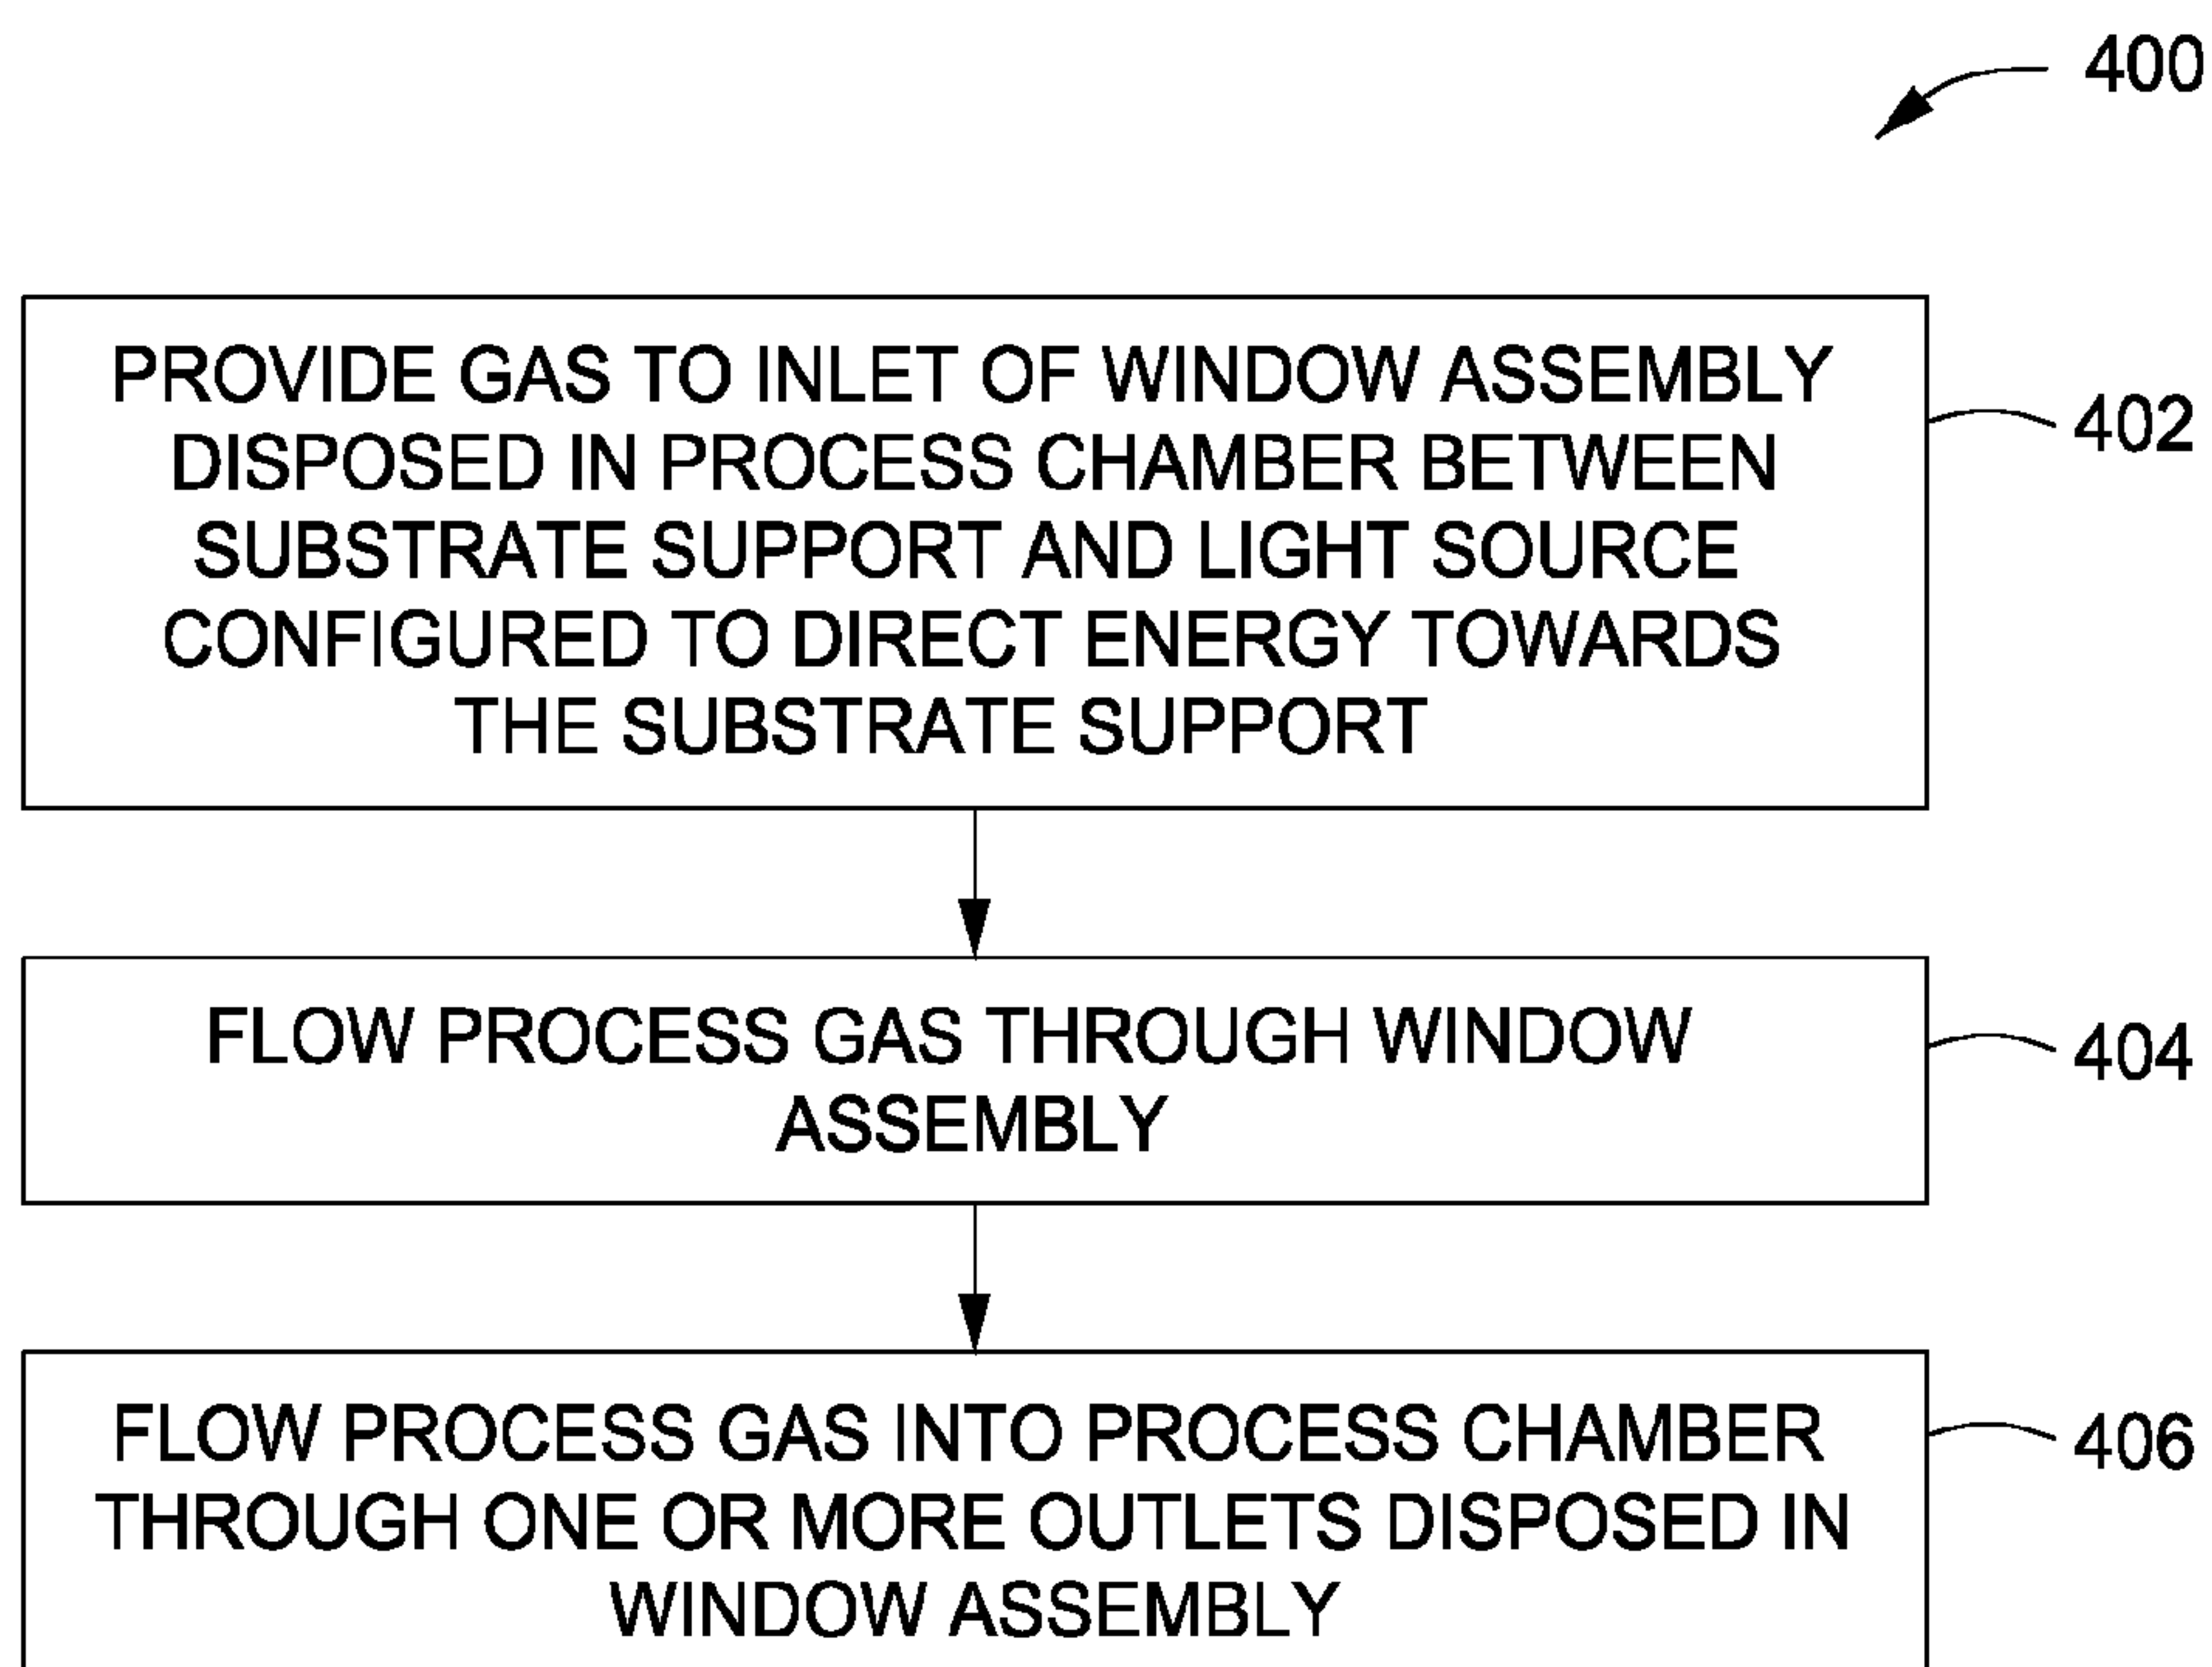 400
PROVIDE GAS TO INLET OF WINDOW ASSEMBLY
DISPOSED IN PROCESS CHAMBER BETWEEN
SUBSTRATE SUPPORT AND LIGHT SOURCE
CONFIGURED TO DIRECT ENERGY TOWARDS
THE SUBSTRATE SUPPORT
402
FLOW PROCESS GAS THROUGH WINDOW
ASSEMBLY
404
FLOW PROCESS GAS INTO PROCESS CHAMBER
THROUGH ONE OR MORE OUTLETS DISPOSED IN
WINDOW ASSEMBLY
406